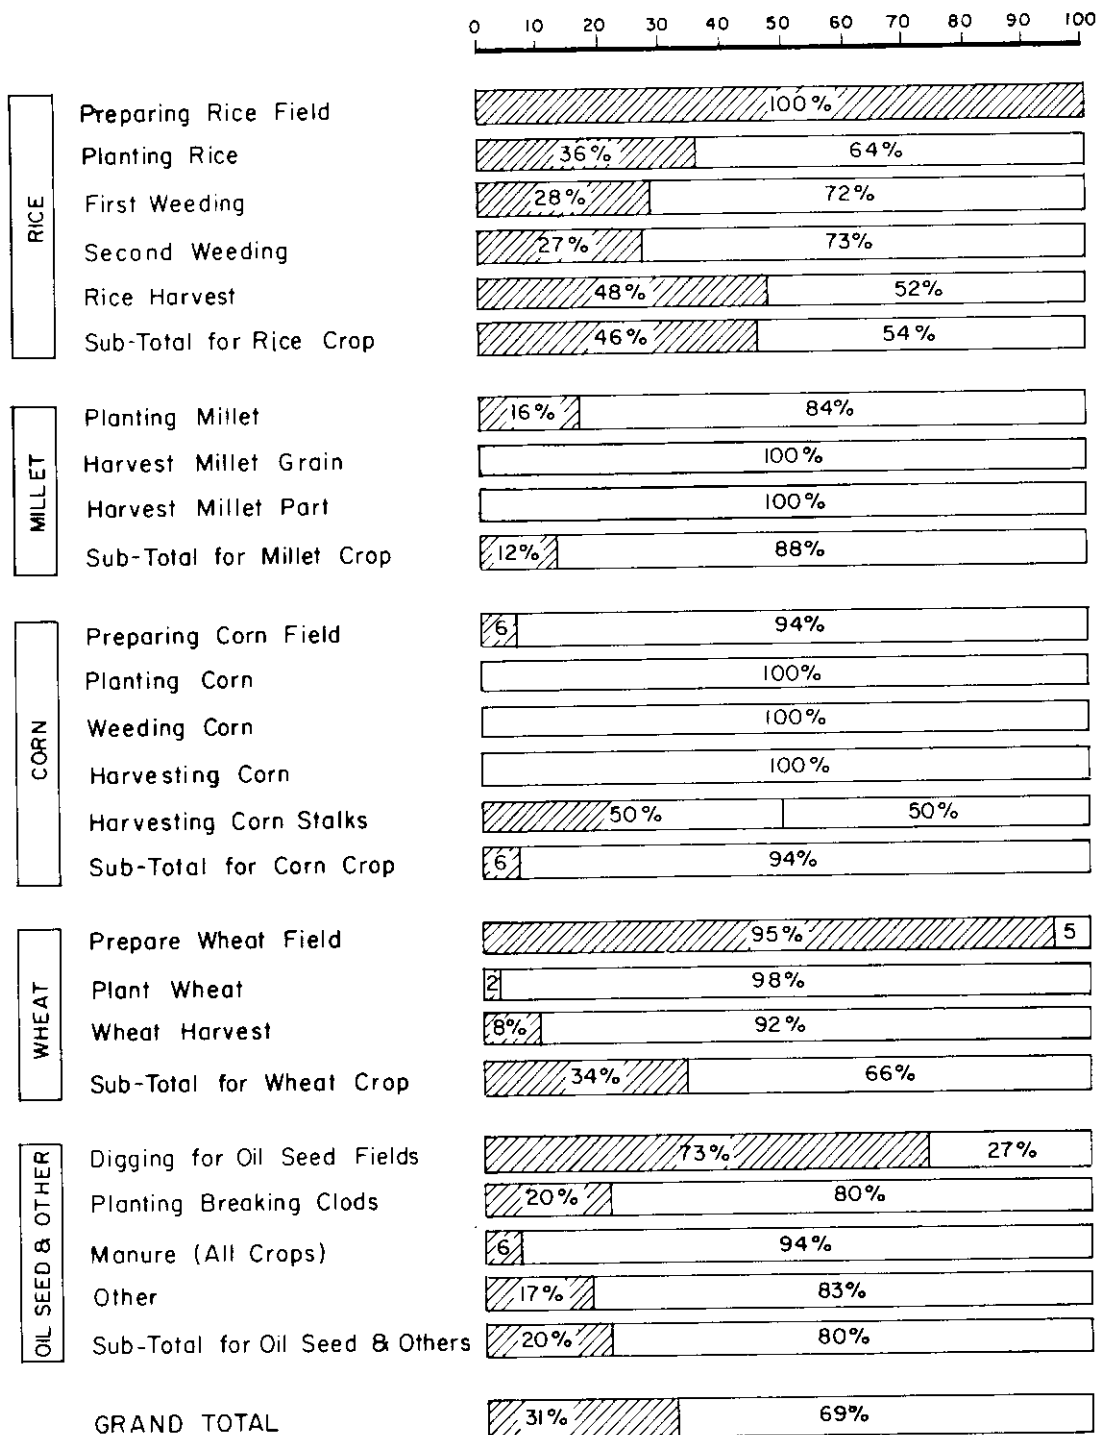 0 10 20 30 40 50 60 70 80 90 100
RICE
Preparing Rice Field 100%
Planting Rice 36% 64%
First Weeding 28% 72%
Second Weeding 27% 73%
Rice Harvest 48% 52%
Sub-Total for Rice Crop 46% 54%
MILLET
Planting Millet 16% 84%
Harvest Millet Grain 100%
Harvest Millet Part 100%
Sub-Total for Millet Crop 12% 88%
CORN
Preparing Corn Field 6 94%
Planting Corn 100%
Weeding Corn 100%
Harvesting Corn 100%
Harvesting Corn Stalks 50% 50%
Sub-Total for Corn Crop 6 94%
WHEAT
Prepare Wheat Field 95% 5
Plant Wheat 2 98%
Wheat Harvest 8% 92%
Sub-Total for Wheat Crop 34% 66%
OIL SEED & OTHER
Digging for Oil Seed Fields 73% 27%
Planting Breaking Clods 20% 80%
Manure (All Crops) 6 94%
Other 17% 83%
Sub-Total for Oil Seed & Others 20% 80%
GRAND TOTAL 31% 69%